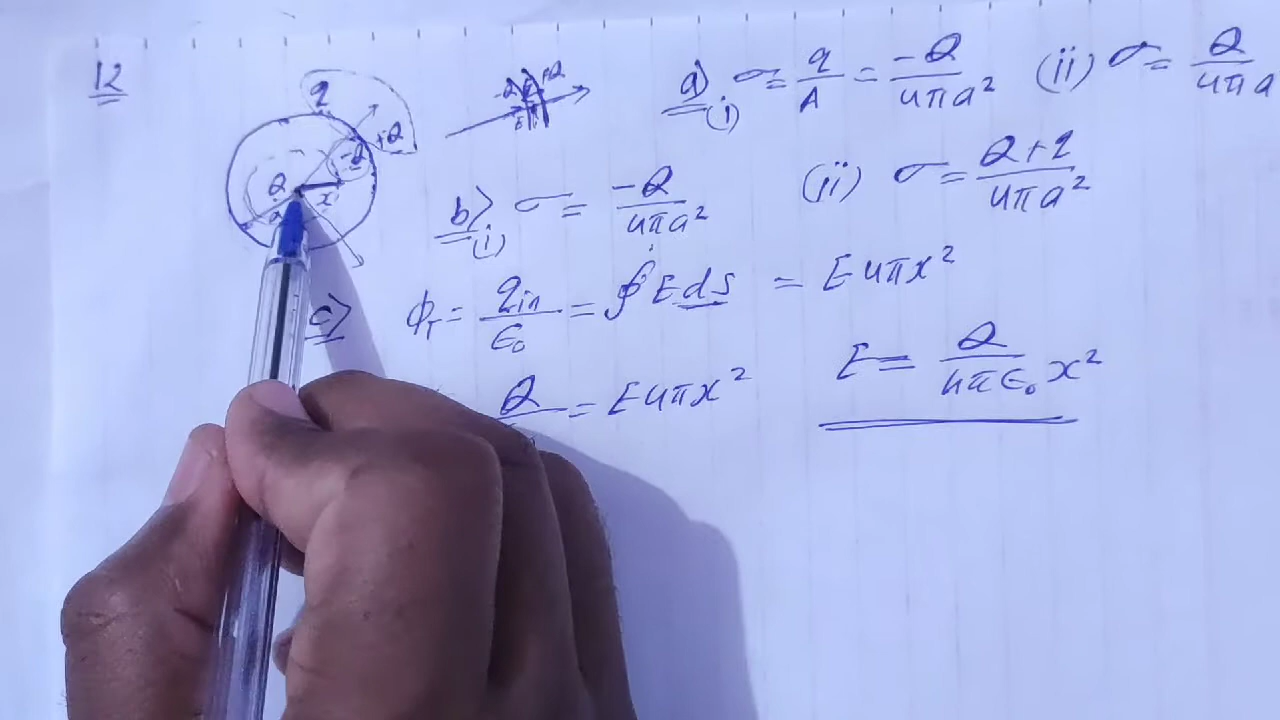 12
q
+Q
-Q
Q
x
a
-Q +Q
a) (i) σ = q/A = -Q/4πa² (ii) σ = Q/4πa
b) (i) σ = -Q/4πa² (ii) σ = Q+q/4πa²
c) ϕ_T = q_in/ϵ₀ = ∮E ds = E4πx²
Q/ = E4πx² E = Q/4πϵ₀x²